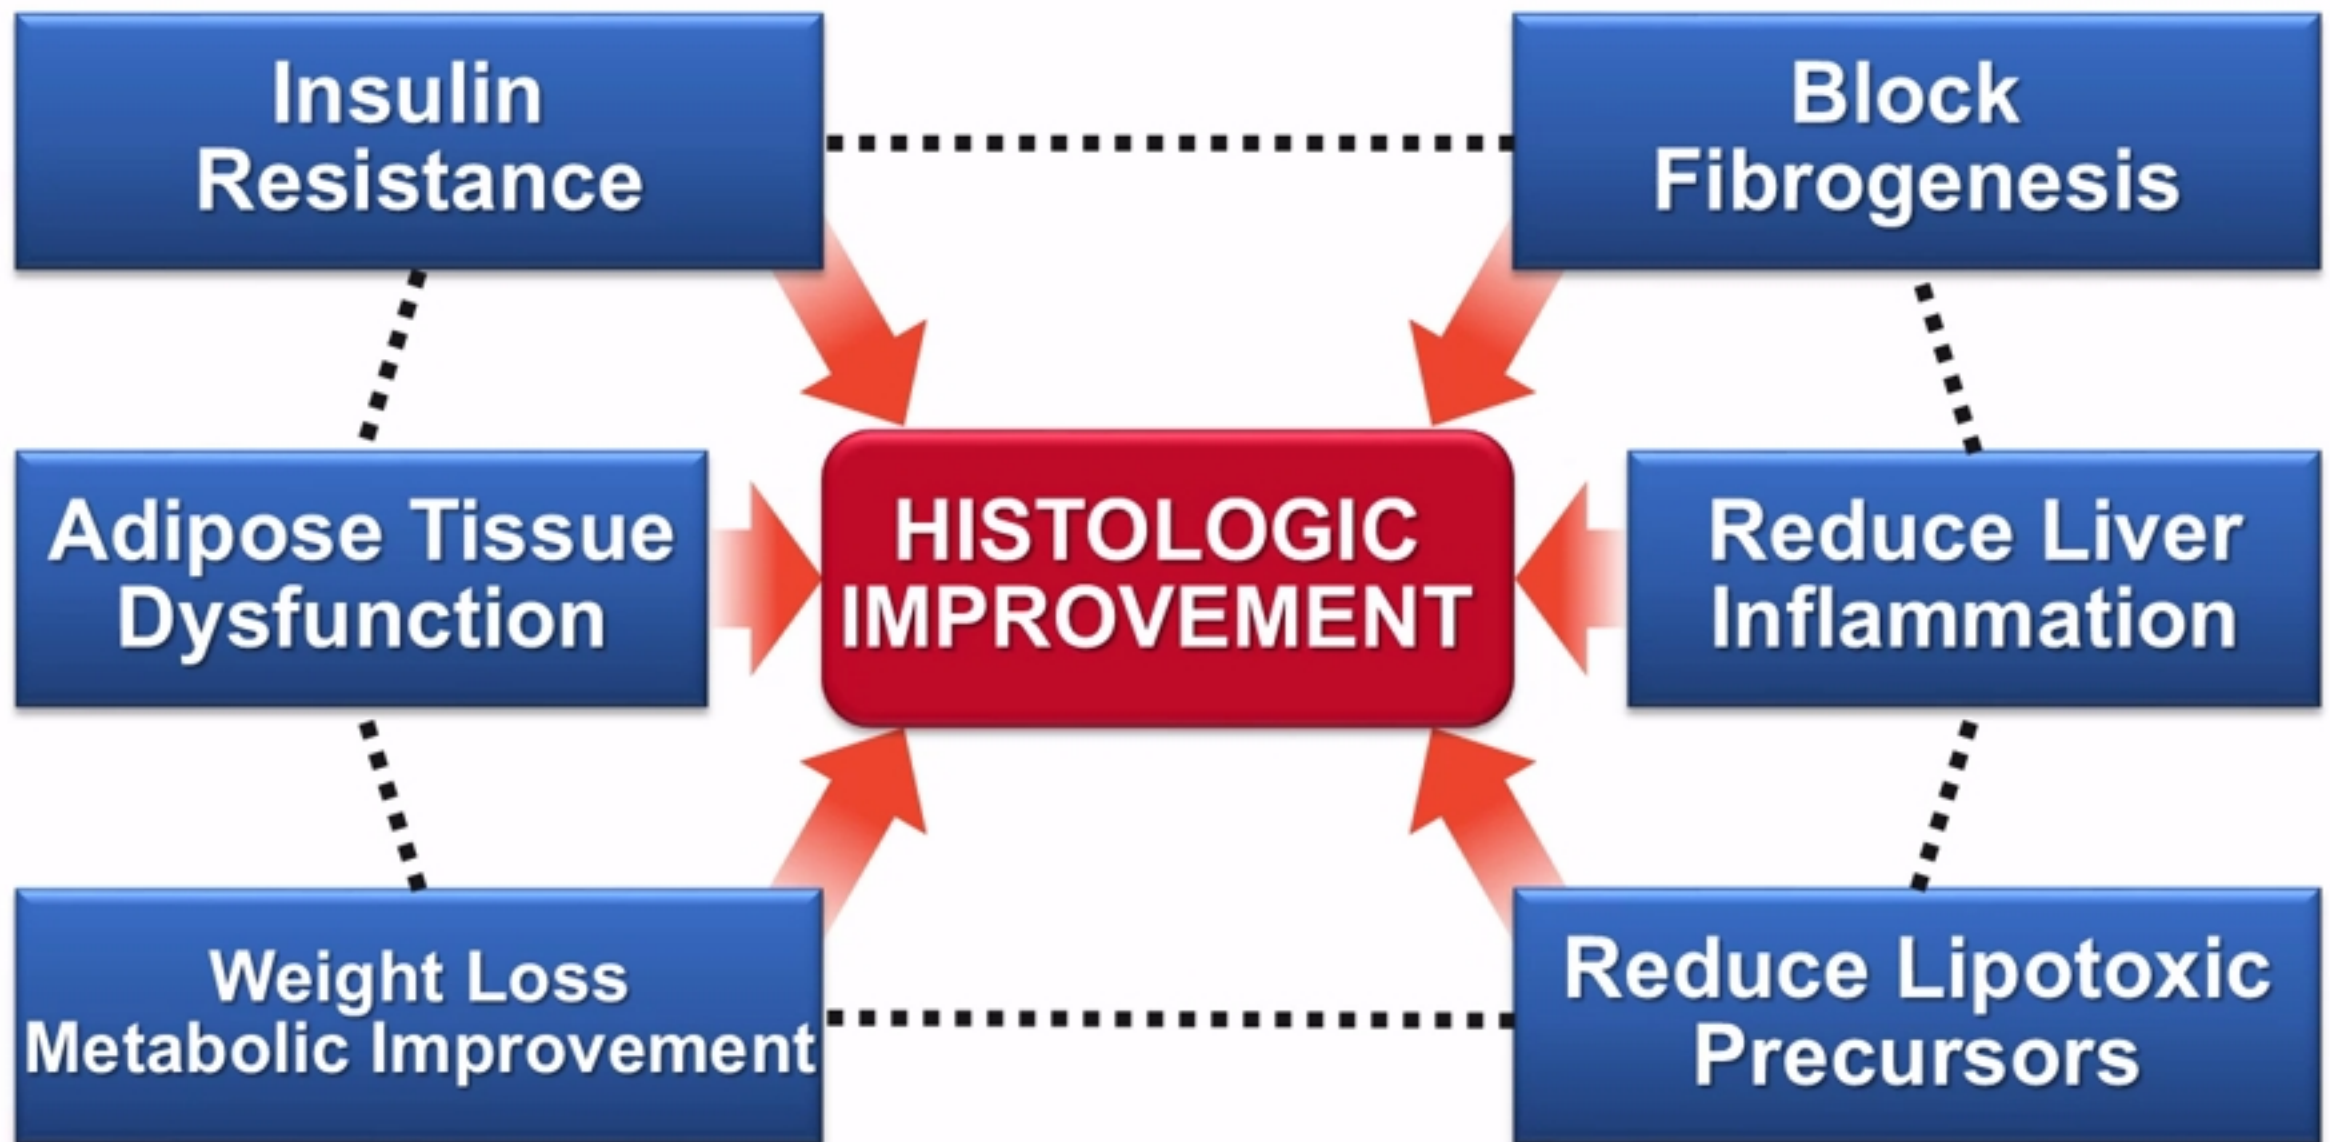 Insulin
Resistance
Block
Fibrogenesis
Adipose Tissue
Dysfunction
HISTOLOGIC
IMPROVEMENT
Reduce Liver
Inflammation
Weight Loss
Metabolic Improvement
Reduce Lipotoxic
Precursors